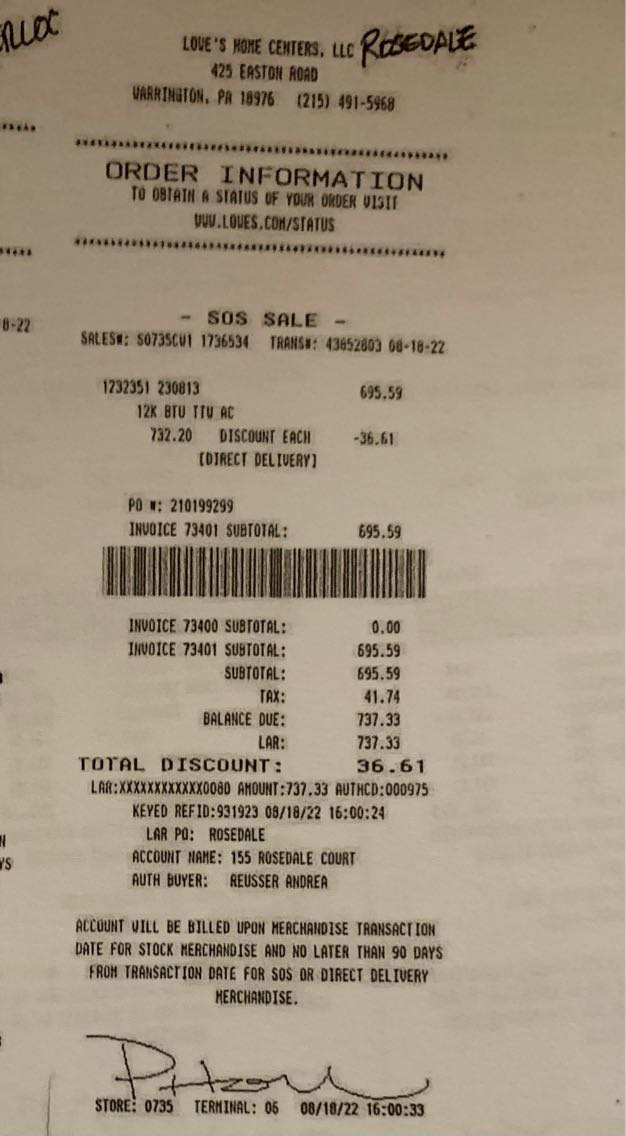 LOWE'S HOME CENTERS, LLC ROSEDALE
425 EASTON ROAD
WARRINGTON, PA 18976 (215) 491-5968
ORDER INFORMATION
TO OBTAIN A STATUS OF YOUR ORDER VISIT
WWW.LOWES.COM/STATUS
8-22
- SOS SALE -
SALES#: S0735CW1 1736534 TRANS#: 43852803 08-18-22
1732351 230813 695.59
12K BTU TTW AC
732.20 DISCOUNT EACH -36.61
[DIRECT DELIVERY]
PO #: 210199299
INVOICE 73401 SUBTOTAL: 695.59
INVOICE 73400 SUBTOTAL: 0.00
INVOICE 73401 SUBTOTAL: 695.59
SUBTOTAL: 695.59
TAX: 41.74
BALANCE DUE: 737.33
LAR: 737.33
TOTAL DISCOUNT: 36.61
LAR:XXXXXXXXXXXX0080 AMOUNT:737.33 AUTHCD:000975
KEYED REFID:931923 08/18/22 16:00:24
LAR PO: ROSEDALE
ACCOUNT NAME: 155 ROSEDALE COURT
AUTH BUYER: REUSSER ANDREA
ACCOUNT WILL BE BILLED UPON MERCHANDISE TRANSACTION
DATE FOR STOCK MERCHANDISE AND NO LATER THAN 90 DAYS
FROM TRANSACTION DATE FOR SOS OR DIRECT DELIVERY
MERCHANDISE.
STORE: 0735 TERMINAL: 06 08/18/22 16:00:33